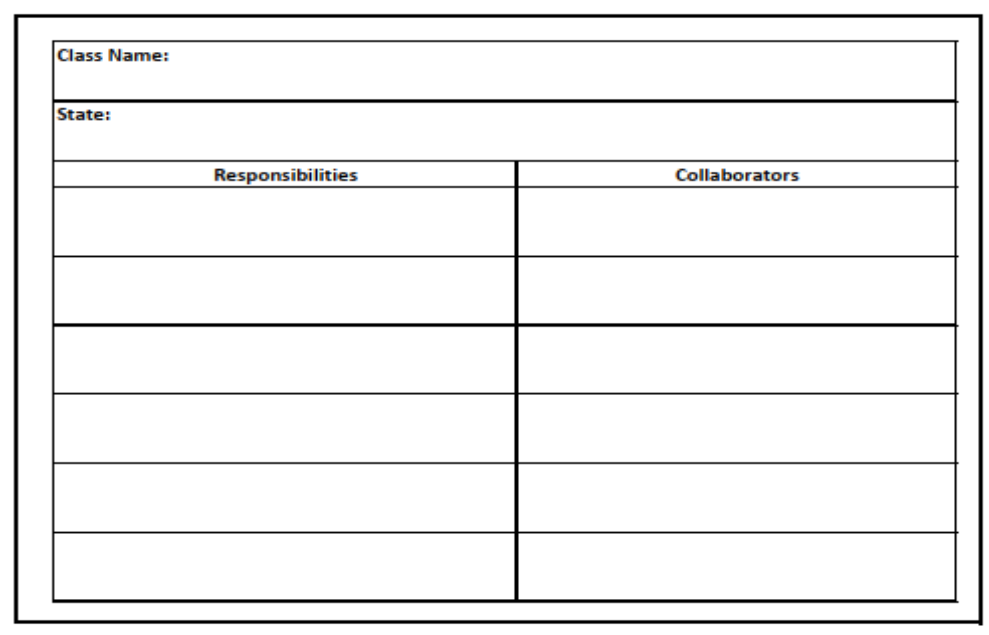 Class Name:
State:
Responsibilities Collaborators